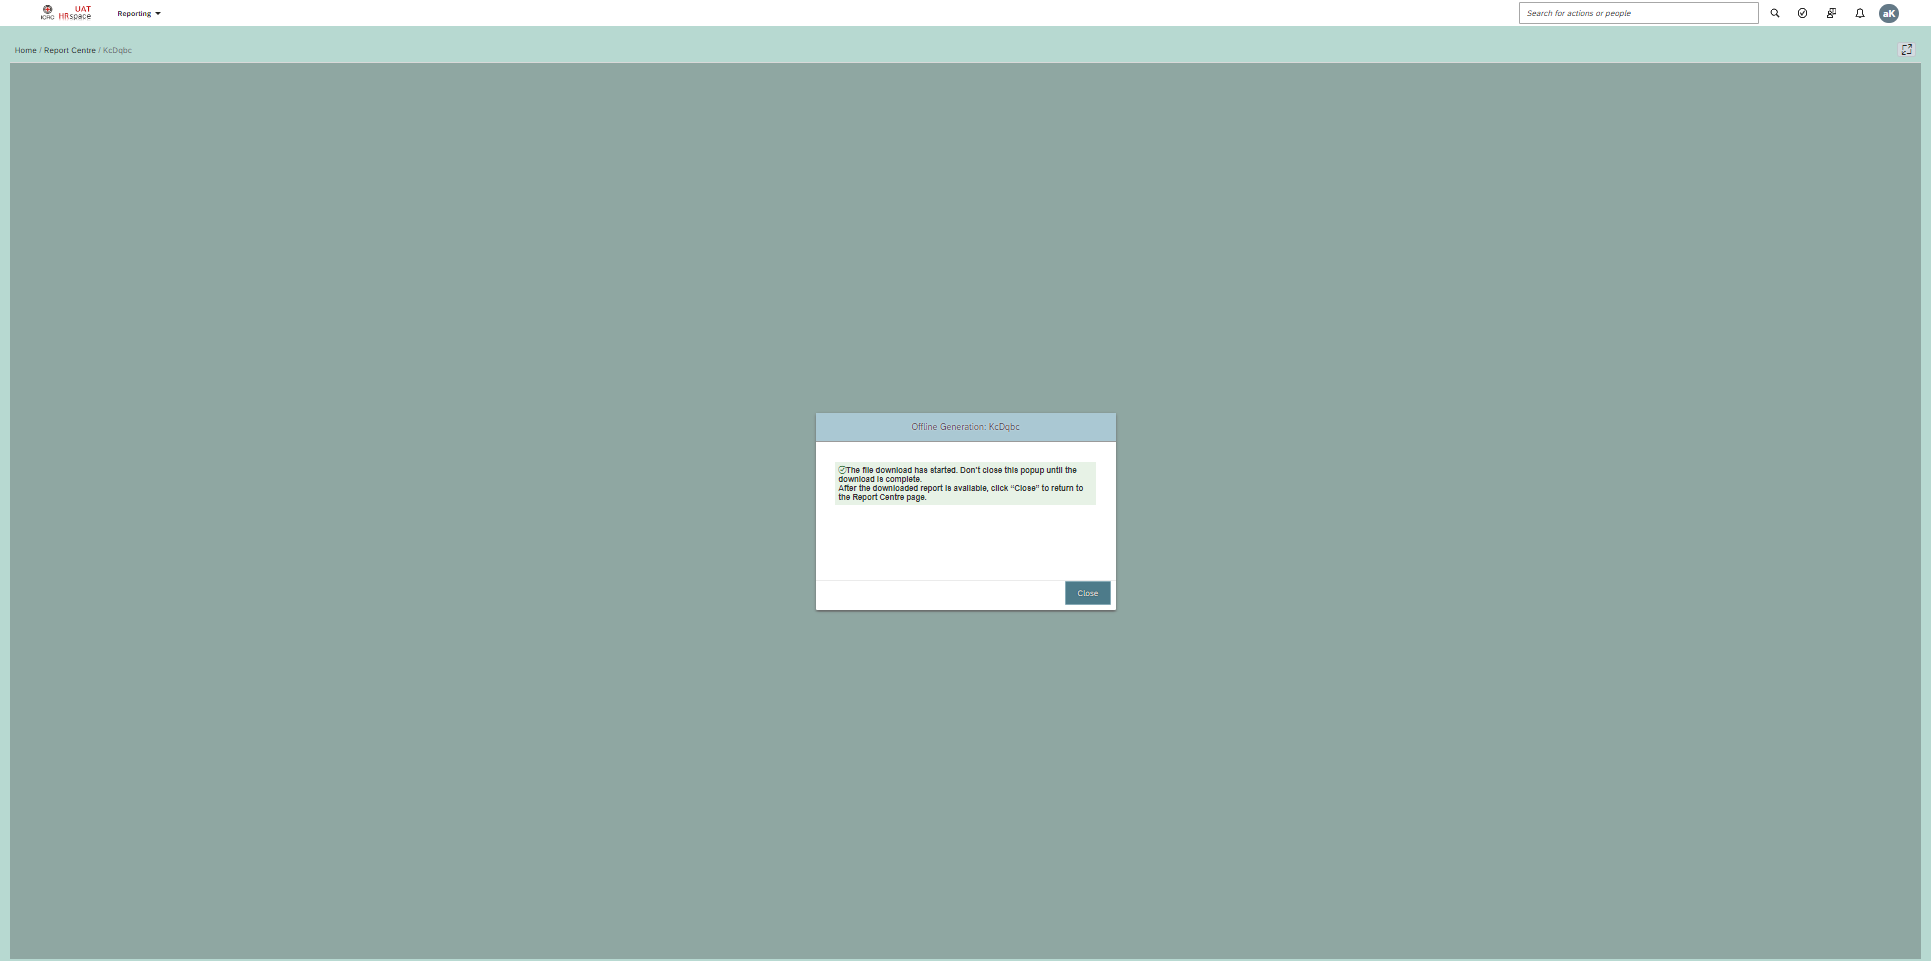 ICRC
UAT
HRspace
Reporting
Search for actions or people
aK
Home / Report Centre / KcDqbc
Offline Generation: KcDqbc
The file download has started. Don't close this popup until the
download is complete.
After the downloaded report is available, click “Close” to return to
the Report Centre page.
Close